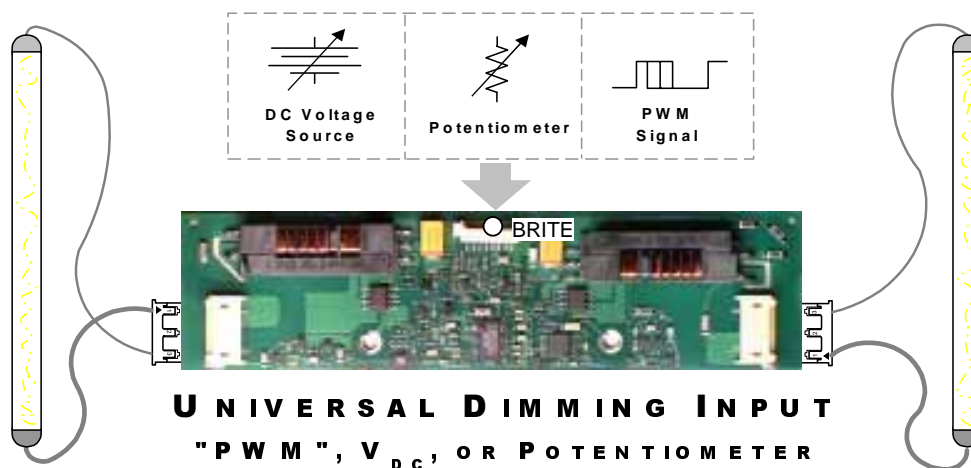 DC Voltage
Source
Potentiometer
PWM
Signal
BRITE
UNIVERSAL DIMMING INPUT
"PWM", VDC, OR POTENTIOMETER